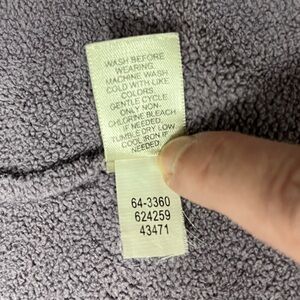 WASH BEFORE
WEARING.
MACHINE WASH
COLD WITH LIKE
COLORS.
GENTLE CYCLE
ONLY NON-
CHLORINE BLEACH
IF NEEDED.
TUMBLE DRY LOW
COOL IRON IF
NEEDED
64-3360
624259
43471